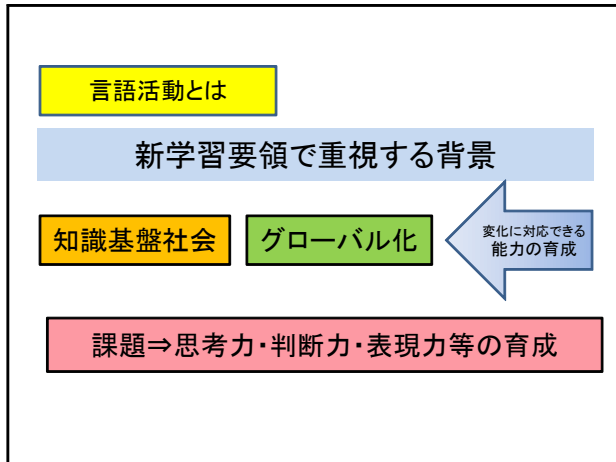 言語活動とは
新学習要領で重視する背景
知識基盤社会
グローバル化
変化に対応できる
能力の育成
課題⇒思考力・判断力・表現力等の育成